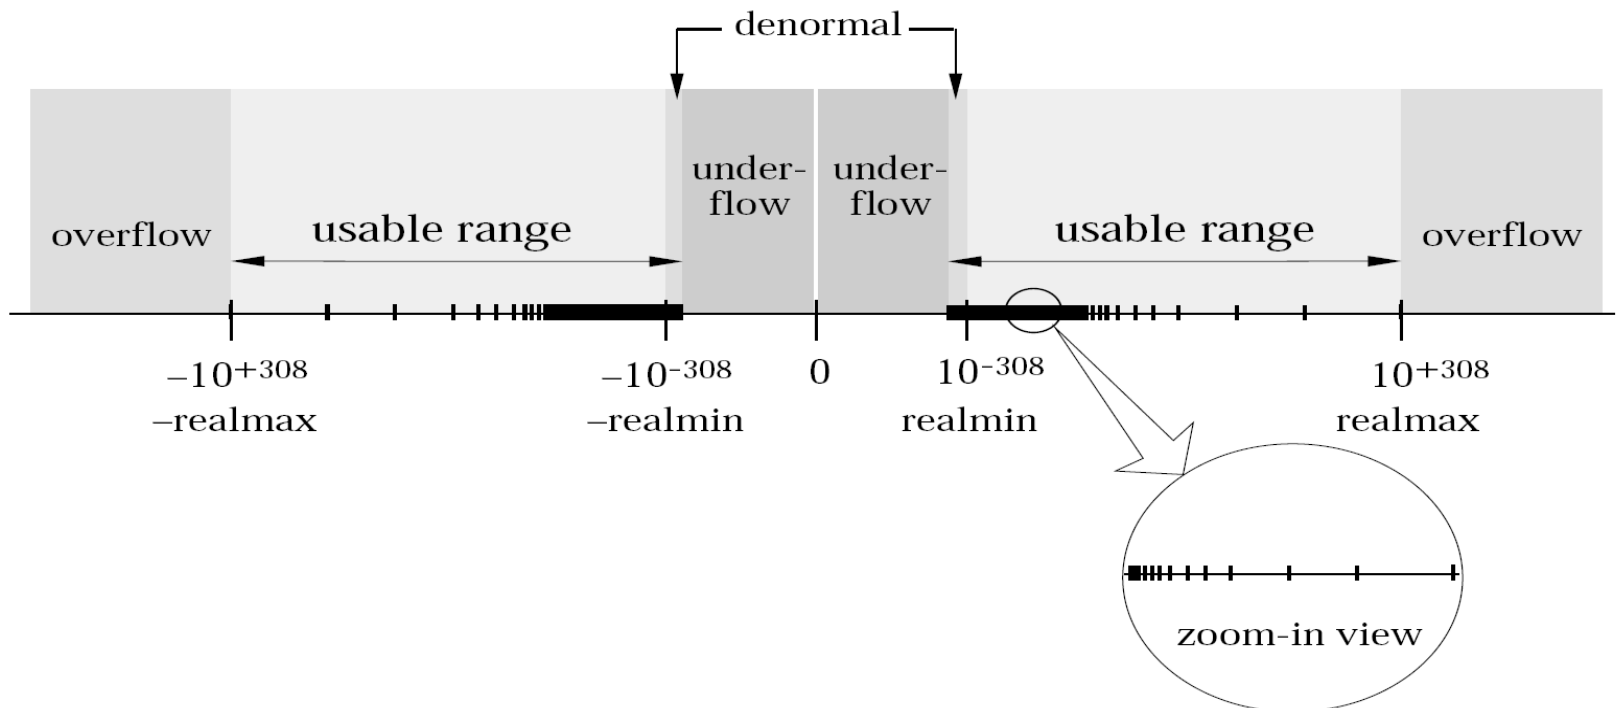 denormal
under- under-
flow flow
overflow usable range usable range overflow
–10+308 –10-308 0 10-308 10+308
–realmax –realmin realmin realmax
zoom-in view